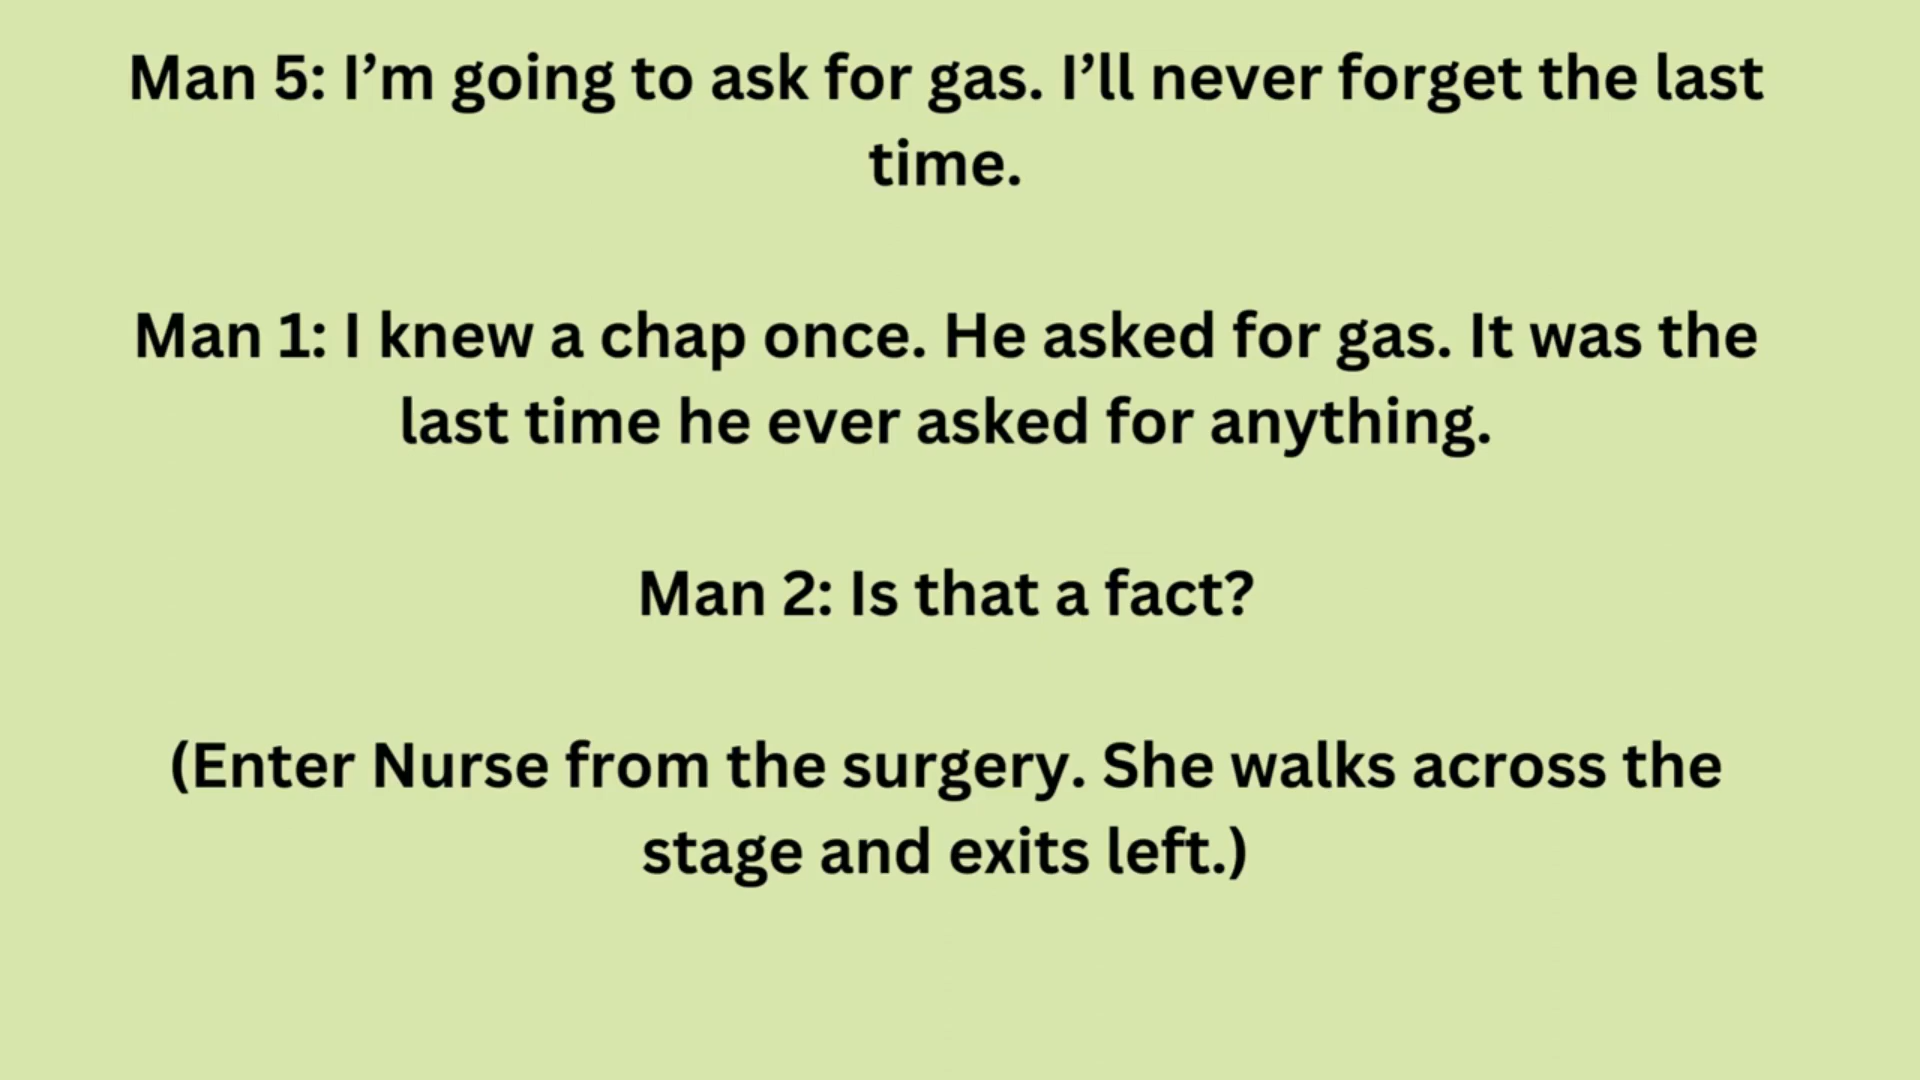 Man 5: I’m going to ask for gas. I’ll never forget the last
time.
Man 1: I knew a chap once. He asked for gas. It was the
last time he ever asked for anything.
Man 2: Is that a fact?
(Enter Nurse from the surgery. She walks across the
stage and exits left.)